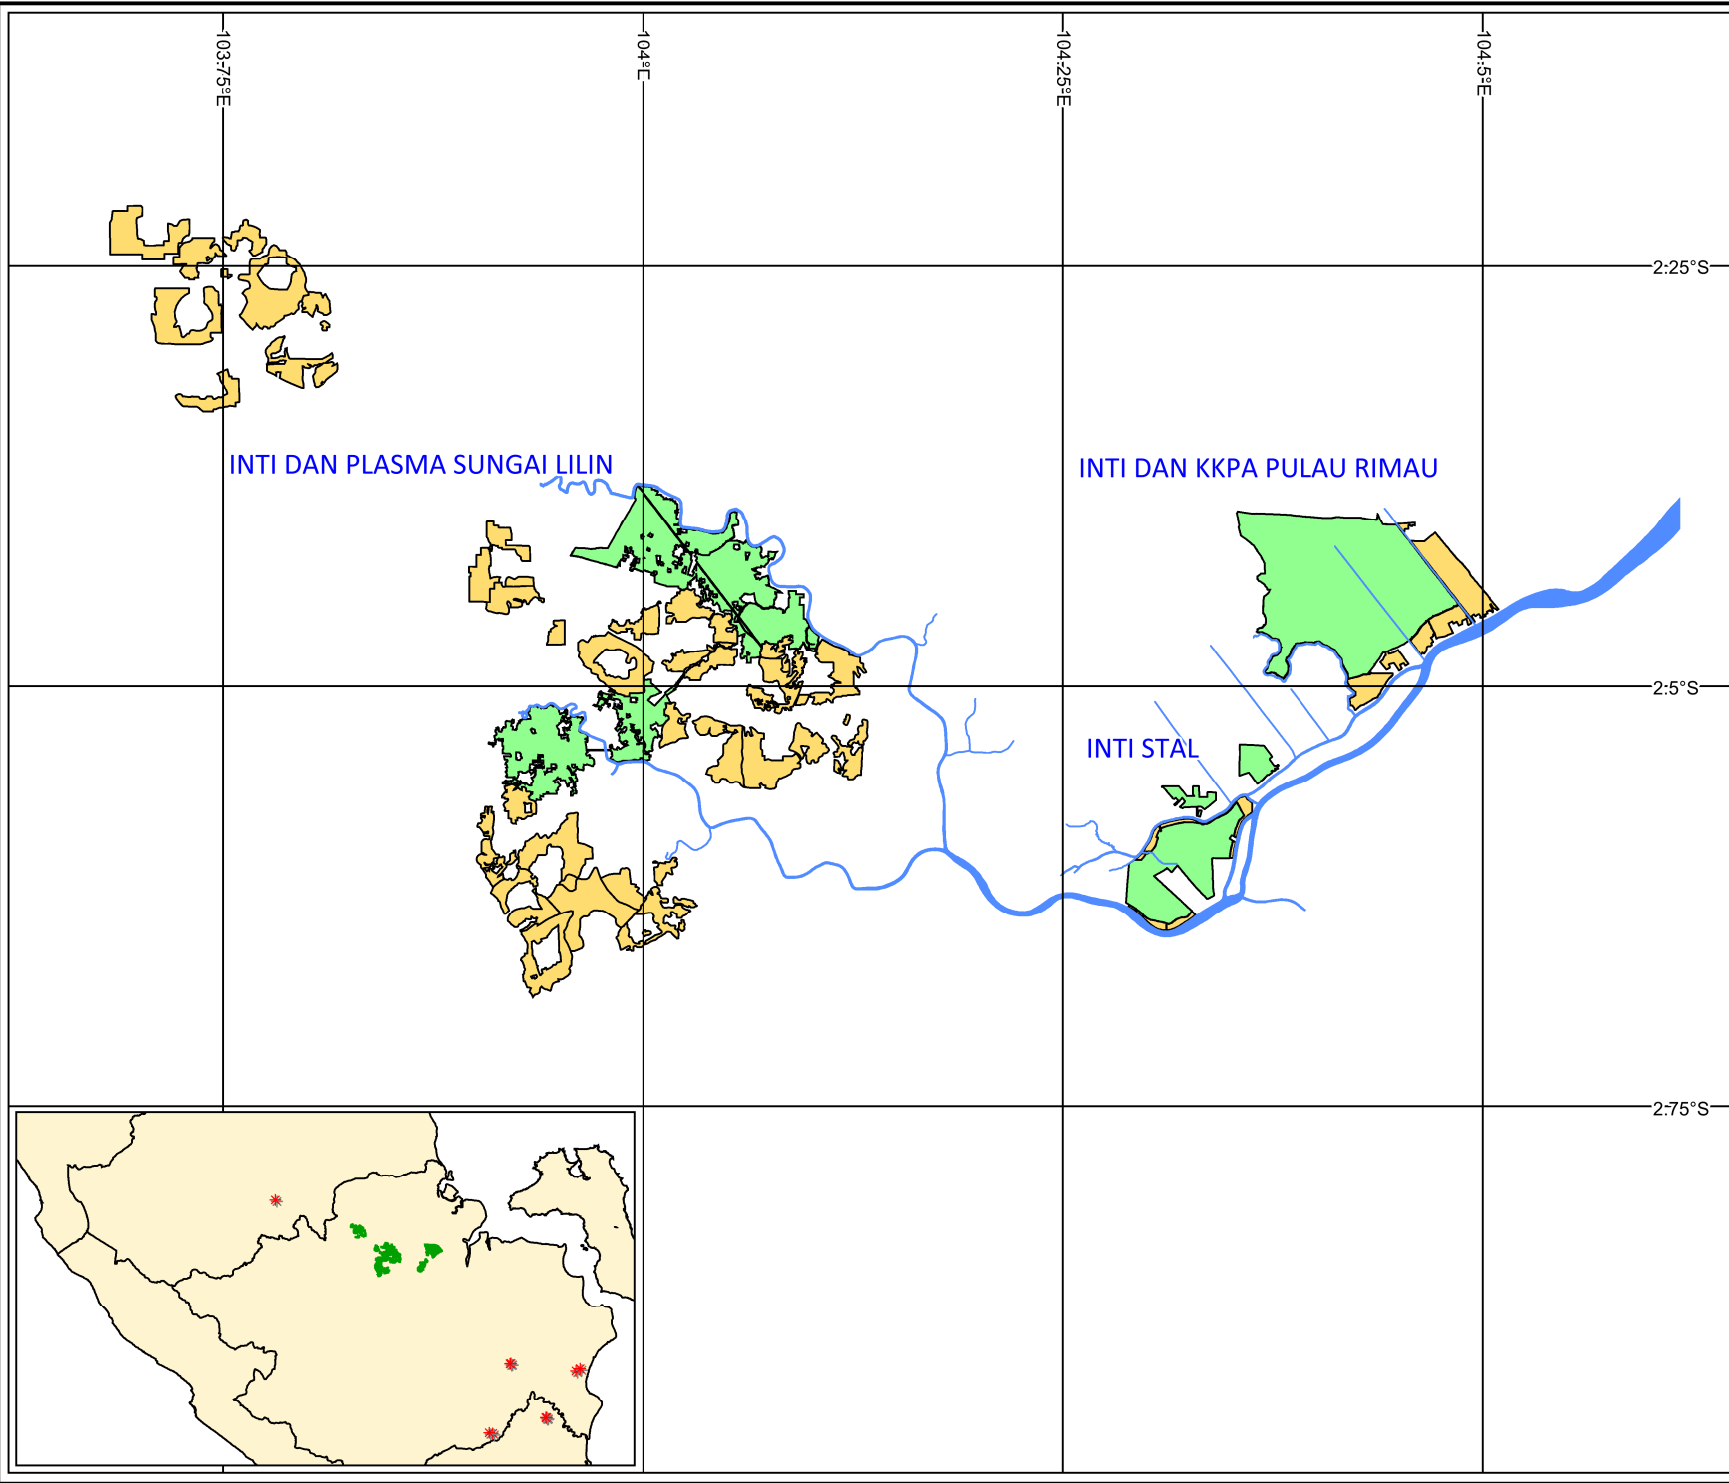 103.75°E
104°E
104.25°E
104.5°E
2.25°S
INTI DAN PLASMA SUNGAI LILIN
INTI DAN KKPA PULAU RIMAU
2.5°S
INTI STAL
2.75°S